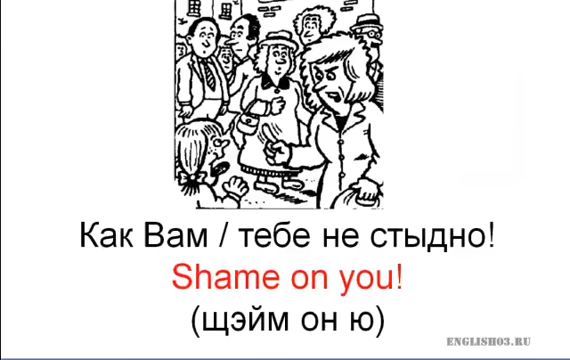 Как Вам / тебе не стыдно!
Shame on you!
(щэйм он ю)
ENGLISH03.RU